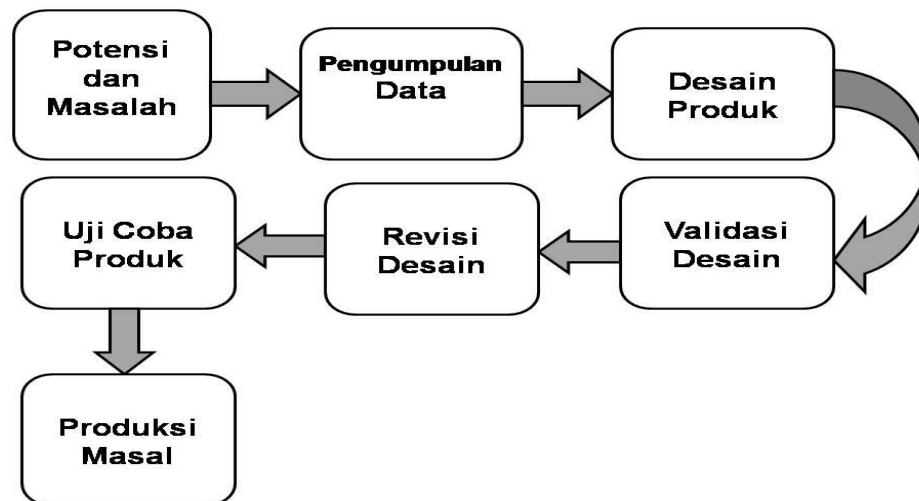 Potensi
dan
Masalah
Pengumpulan
Data
Desain
Produk
Validasi
Desain
Revisi
Desain
Uji Coba
Produk
Produksi
Masal